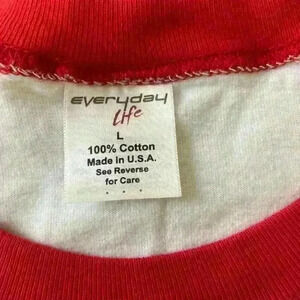 everyday
Life
L
100% Cotton
Made in U.S.A.
See Reverse
for Care
. . .